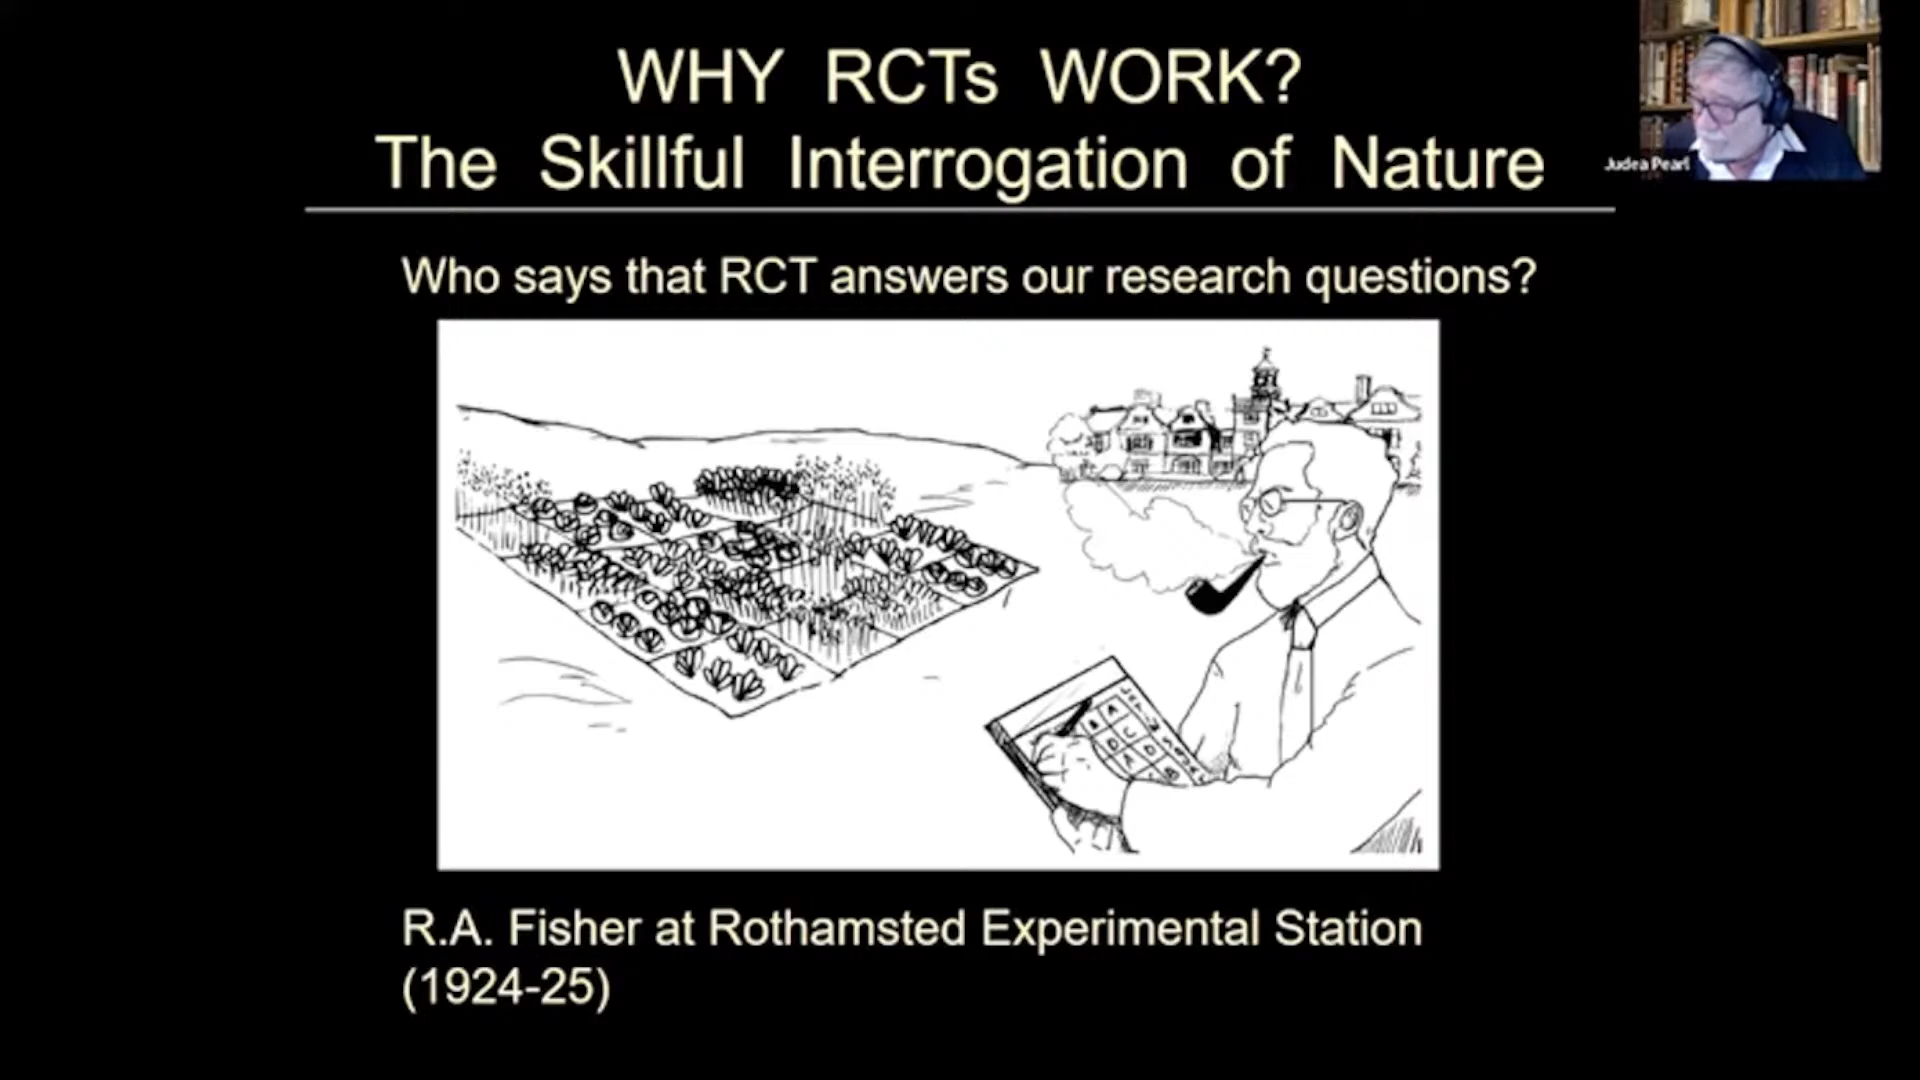 WHY RCTs WORK?
The Skillful Interrogation of Nature
Judea Pearl
Who says that RCT answers our research questions?
A
B C D
D A
R.A. Fisher at Rothamsted Experimental Station
(1924-25)